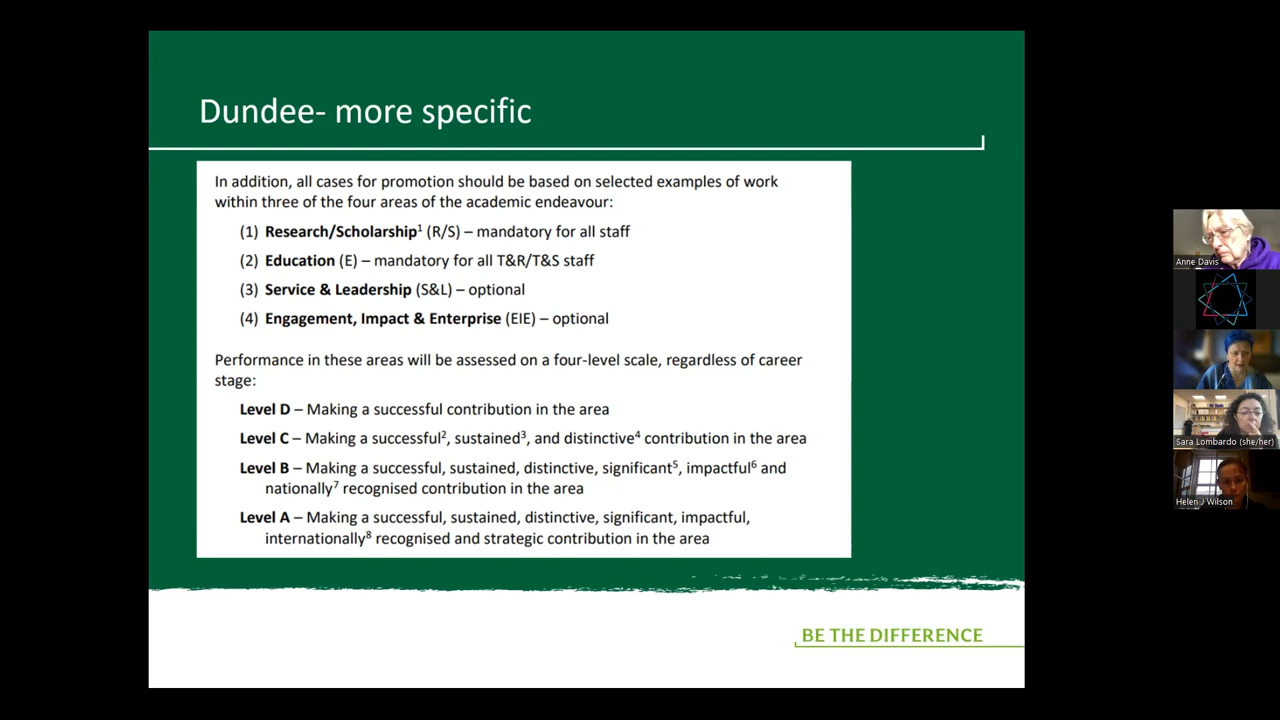 Dundee- more specific
In addition, all cases for promotion should be based on selected examples of work
within three of the four areas of the academic endeavour:
(1) Research/Scholarship¹ (R/S) – mandatory for all staff
(2) Education (E) – mandatory for all T&R/T&S staff
(3) Service & Leadership (S&L) – optional
(4) Engagement, Impact & Enterprise (EIE) – optional
Performance in these areas will be assessed on a four-level scale, regardless of career
stage:
Level D – Making a successful contribution in the area
Level C – Making a successful², sustained³, and distinctive⁴ contribution in the area
Level B – Making a successful, sustained, distinctive, significant⁵, impactful⁶ and
nationally⁷ recognised contribution in the area
Level A – Making a successful, sustained, distinctive, significant, impactful,
internationally⁸ recognised and strategic contribution in the area
BE THE DIFFERENCE
Anne Davis
Sara Lombardo (she/her)
Helen J Wilson